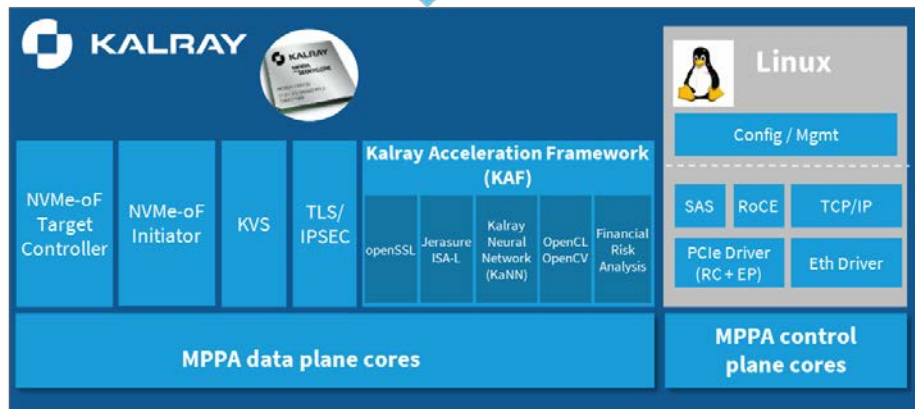 KALRAY
KALRAY
Linux
Config / Mgmt
NVMe-oF
Target
Controller
NVMe-oF
Initiator
KVS
TLS/
IPSEC
Kalray Acceleration Framework
(KAF)
openSSL
Jerasure
ISA-L
Kalray
Neural
Network
(KaNN)
OpenCL
OpenCV
Financial
Risk
Analysis
SAS
RoCE
TCP/IP
PCIe Driver
(RC + EP)
Eth Driver
MPPA data plane cores
MPPA control
plane cores